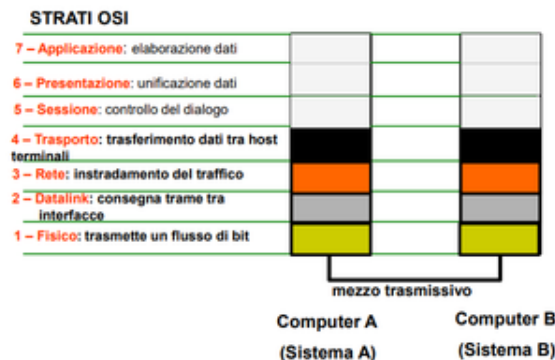 STRATI OSI
7 – Applicazione: elaborazione dati
6 – Presentazione: unificazione dati
5 – Sessione: controllo del dialogo
4 – Trasporto: trasferimento dati tra host
terminali
3 – Rete: instradamento del traffico
2 – Datalink: consegna trame tra
interfacce
1 – Fisico: trasmette un flusso di bit
mezzo trasmissivo
Computer A
(Sistema A)
Computer B
(Sistema B)